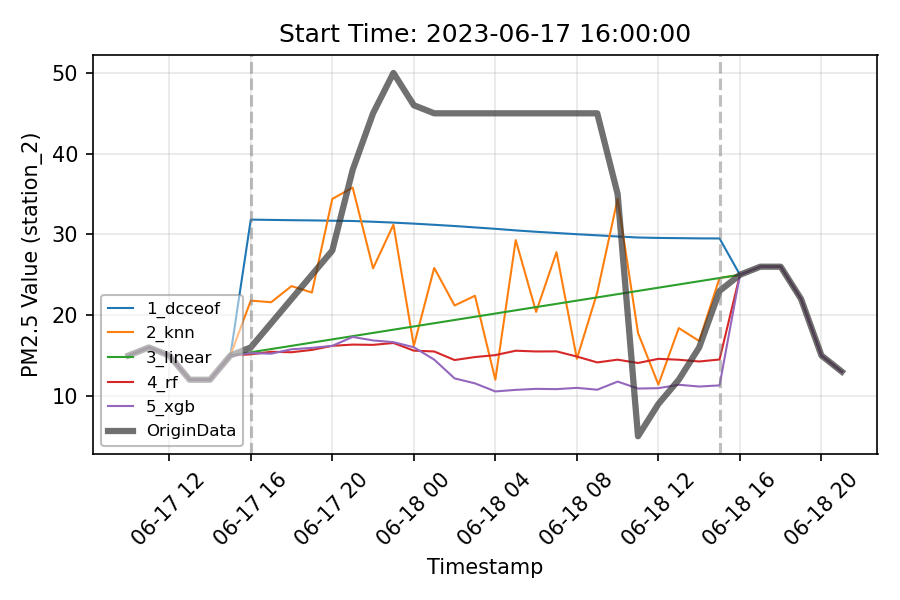 Start Time: 2023-06-17 16:00:00
PM2.5 Value (station_2)
50
40
30
20
10
1_dcceof
2_knn
3_linear
4_rf
5_xgb
OriginData
06-17 12
06-17 16
06-17 20
06-18 00
06-18 04
06-18 08
06-18 12
06-18 16
06-18 20
Timestamp